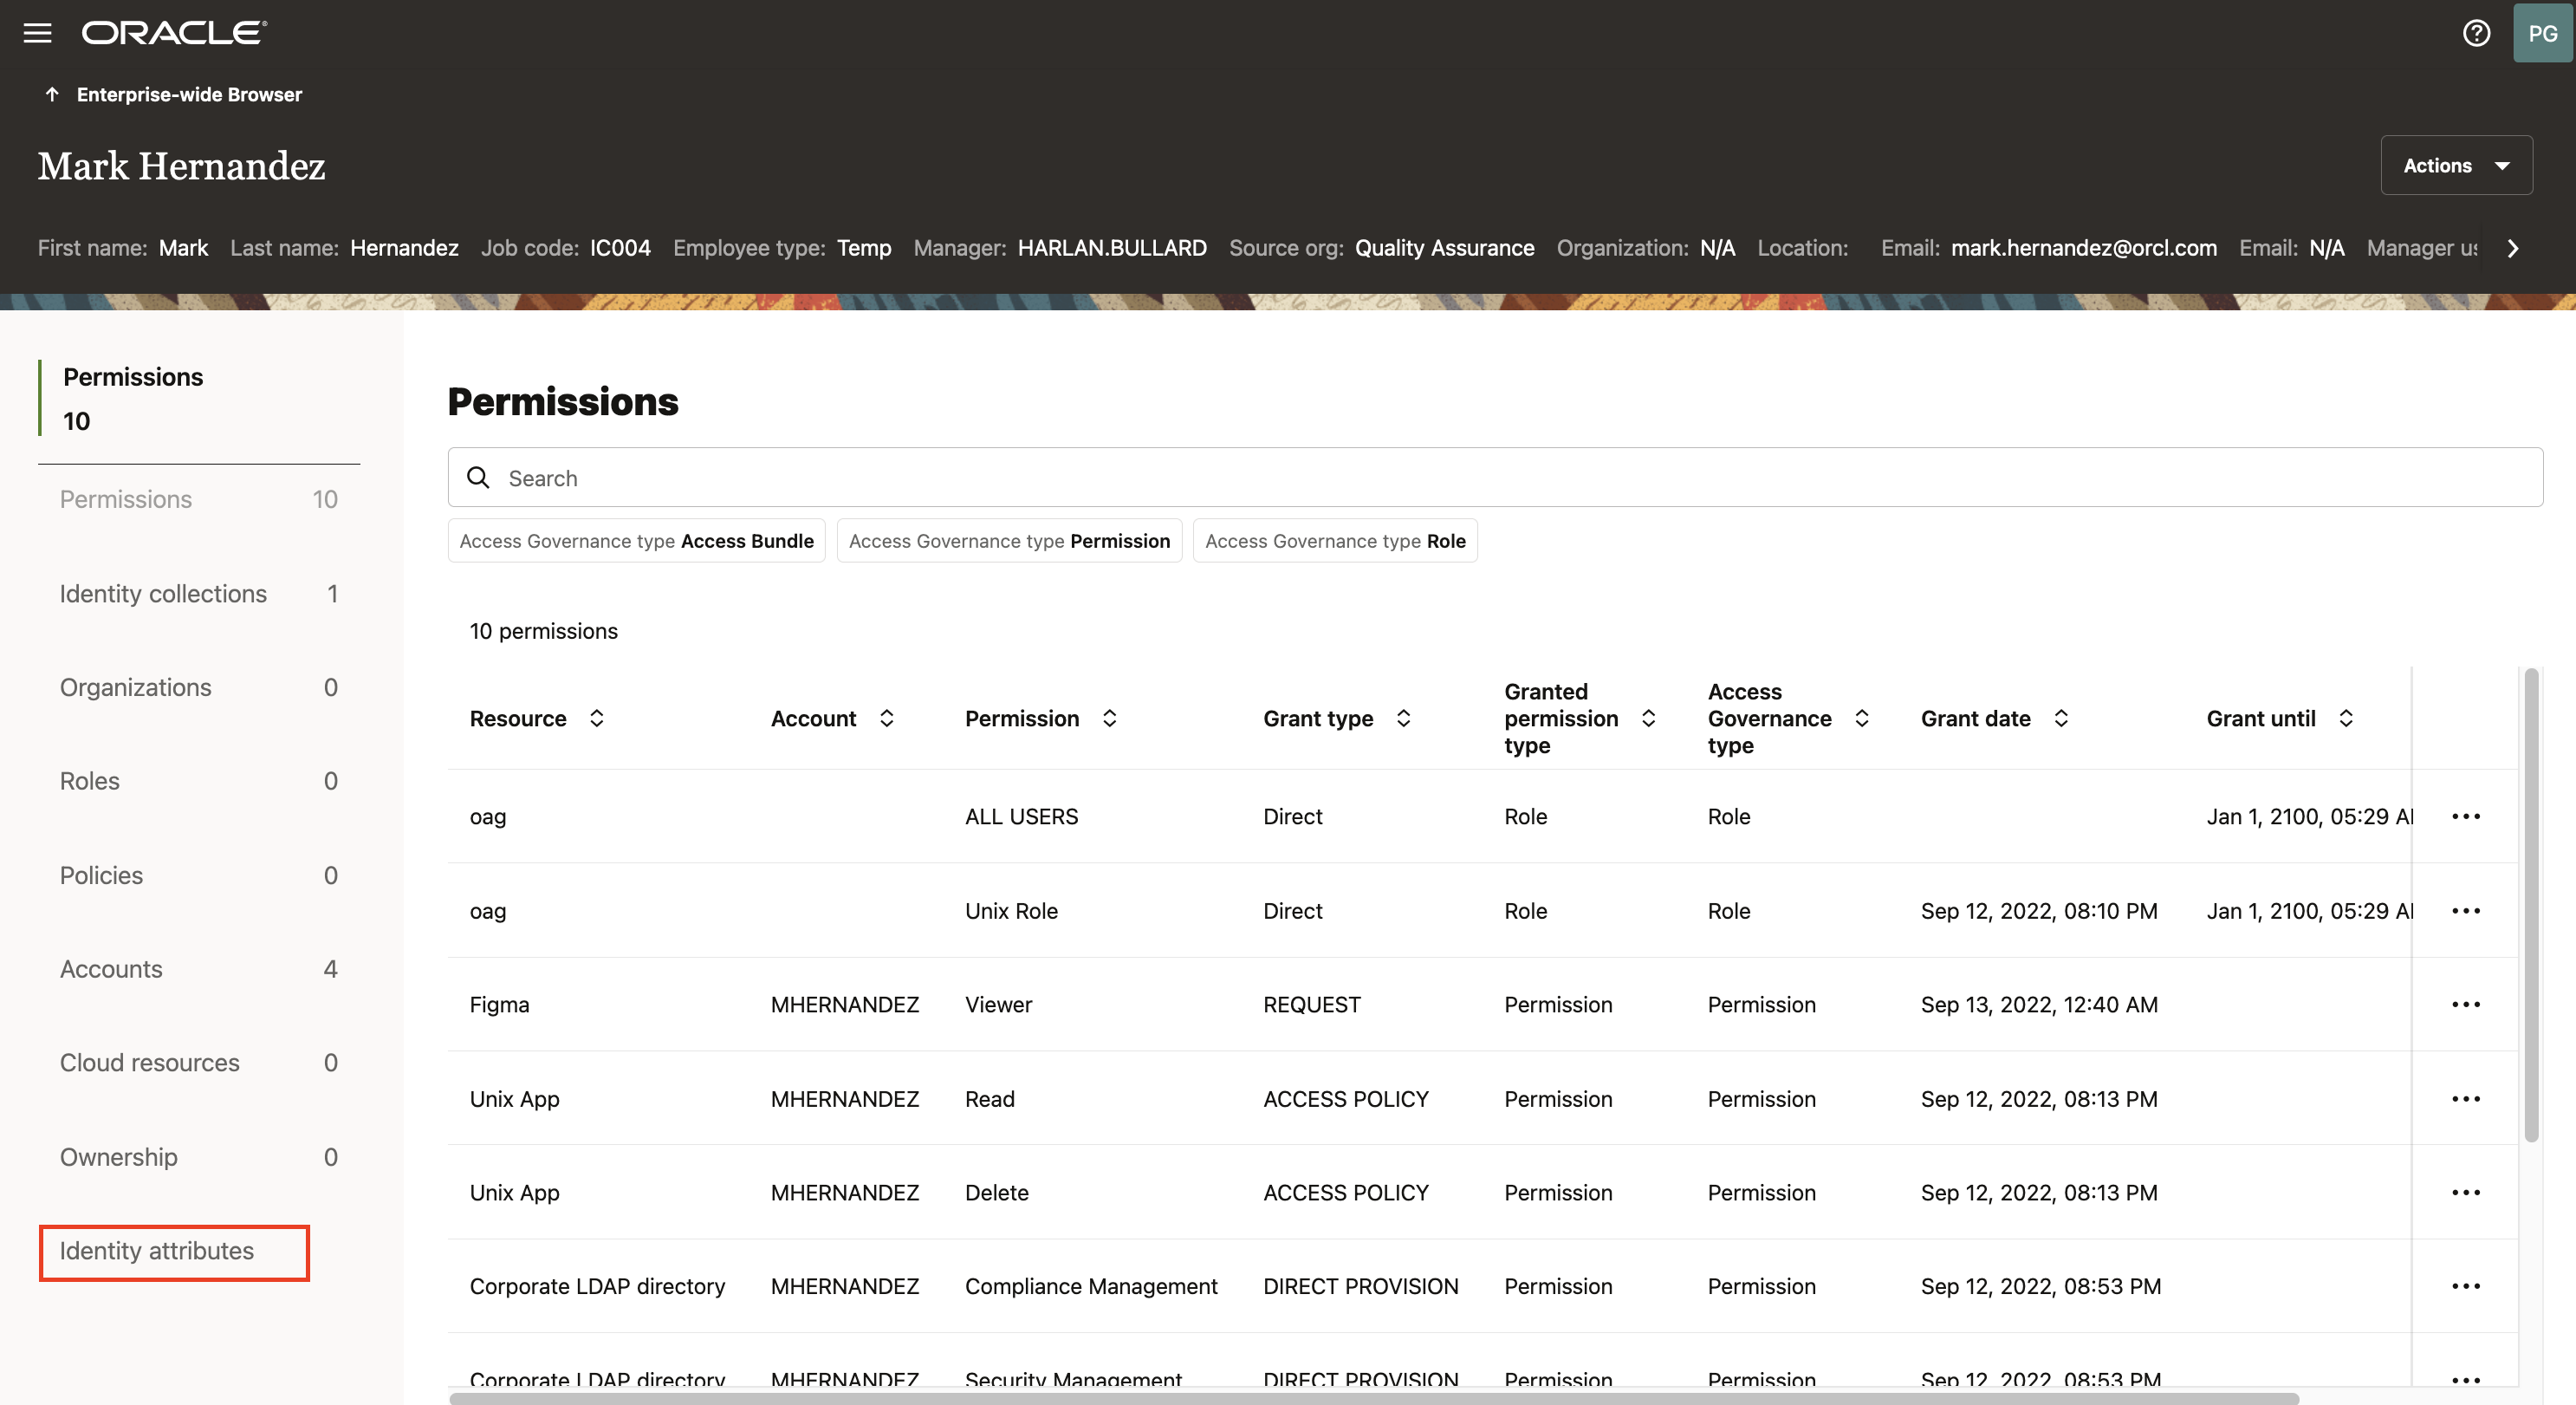 ORACLE
PG
Enterprise-wide Browser
Mark Hernandez
Actions
First name: Mark Last name: Hernandez Job code: IC004 Employee type: Temp Manager: HARLAN.BULLARD Source org: Quality Assurance Organization: N/A Location: Email: mark.hernandez@orcl.com Email: N/A Manager
Permissions
10
Permissions 10
Identity collections 1
Organizations 0
Roles 0
Policies 0
Accounts 4
Cloud resources 0
Ownership 0
Identity attributes
Permissions
Search
Access Governance type Access Bundle Access Governance type Permission Access Governance type Role
10 permissions
Resource Account Permission Grant type Granted permission type Access Governance type Grant date Grant until
oag ALL USERS Direct Role Role Jan 1, 2100, 05:29
oag Unix Role Direct Role Role Sep 12, 2022, 08:10 PM Jan 1, 2100, 05:29
Figma MHERNANDEZ Viewer REQUEST Permission Permission Sep 13, 2022, 12:40 AM
Unix App MHERNANDEZ Read ACCESS POLICY Permission Permission Sep 12, 2022, 08:13 PM
Unix App MHERNANDEZ Delete ACCESS POLICY Permission Permission Sep 12, 2022, 08:13 PM
Corporate LDAP directory MHERNANDEZ Compliance Management DIRECT PROVISION Permission Permission Sep 12, 2022, 08:53 PM
Corporate LDAP directory MHERNANDEZ Security Management DIRECT PROVISION Permission Permission Sep 12, 2022, 08:53 PM